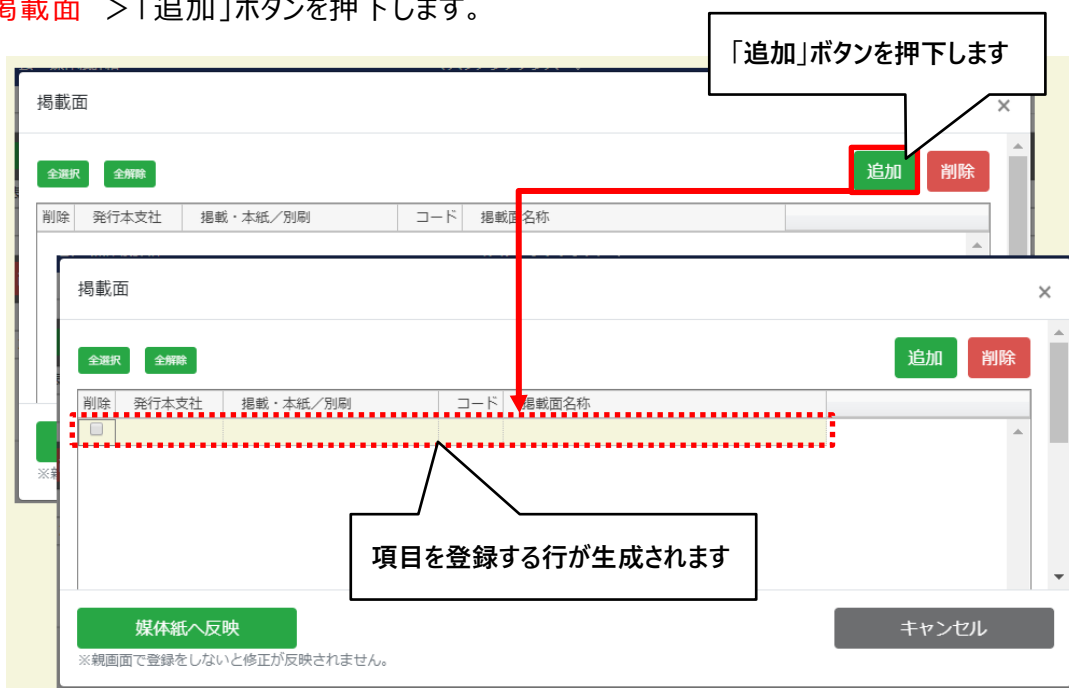 掲載面 ＞「追加」ボタンを押下します。
「追加」ボタンを押下します
掲載面
×
全選択 全解除 追加 削除
削除 発行本支社 掲載・本紙／別刷 コード 掲載面名称
掲載面
×
全選択 全解除 追加 削除
削除 発行本支社 掲載・本紙／別刷 コード 掲載面名称
項目を登録する行が生成されます
媒体紙へ反映 キャンセル
※親画面で登録をしないと修正が反映されません。